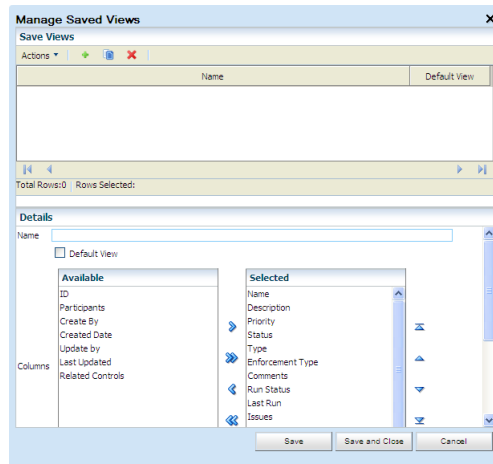 Manage Saved Views
Save Views
Actions
Name Default View
Total Rows:0 Rows Selected:
Details
Name
Default View
Available Selected
ID
Participants
Create By
Created Date
Update by
Last Updated
Related Controls
Columns
Name
Description
Priority
Status
Type
Enforcement Type
Comments
Run Status
Last Run
Issues
Save Save and Close Cancel